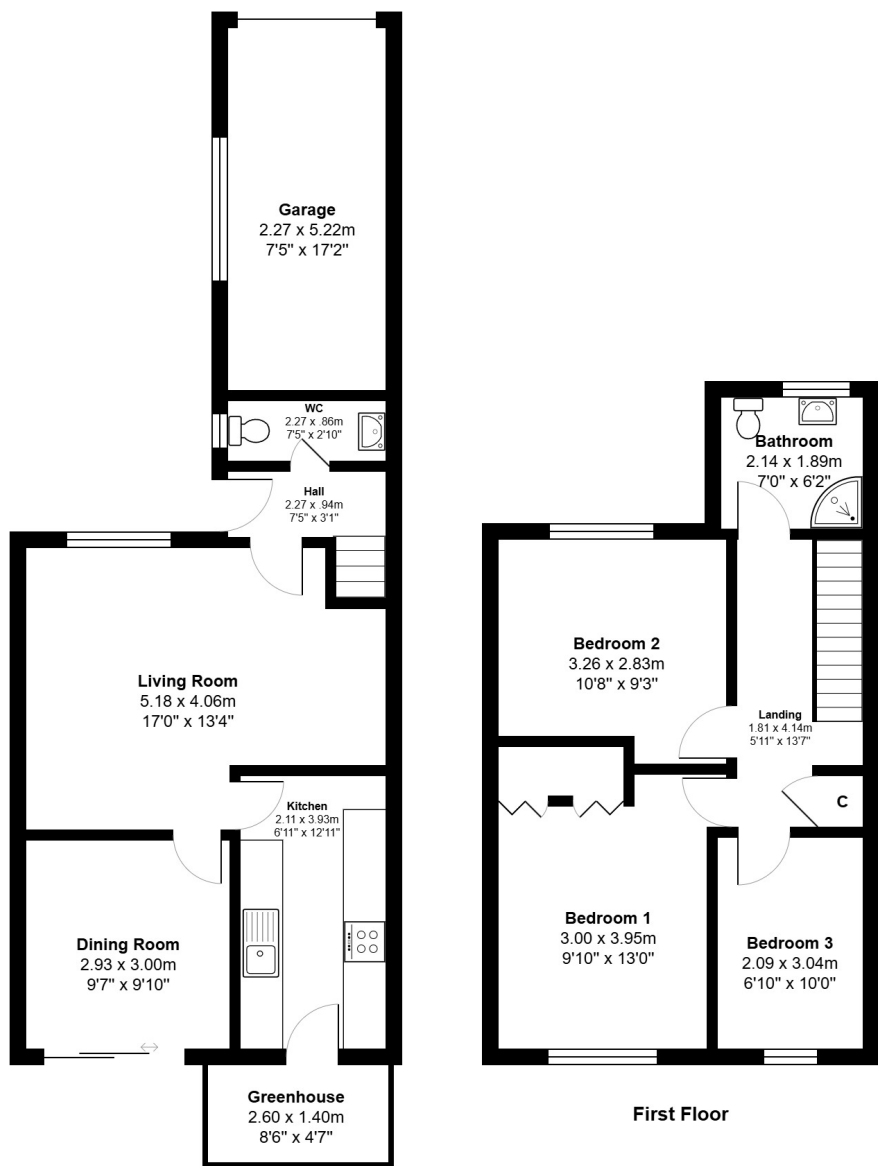 Garage
2.27 x 5.22m
7'5" x 17'2"
WC
2.27 x .86m
7'5" x 2'10"
Hall
2.27 x .94m
7'5" x 3'1"
Living Room
5.18 x 4.06m
17'0" x 13'4"
Kitchen
2.11 x 3.93m
6'11" x 12'11"
Dining Room
2.93 x 3.00m
9'7" x 9'10"
Greenhouse
2.60 x 1.40m
8'6" x 4'7"
Bathroom
2.14 x 1.89m
7'0" x 6'2"
Bedroom 2
3.26 x 2.83m
10'8" x 9'3"
Landing
1.81 x 4.14m
5'11" x 13'7"
C
Bedroom 1
3.00 x 3.95m
9'10" x 13'0"
Bedroom 3
2.09 x 3.04m
6'10" x 10'0"
First Floor